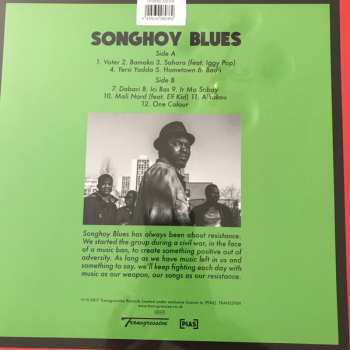 SONGHOY BLUES
Side A
1. Voter 2. Bamako 3. Sahara (feat. Iggy Pop)
4. Yersi Yadda 5. Hometown 6. Badji
Side B
7. Dabari 8. Ici Bas 9. Ir Ma Sobay
10. Mali Nord (feat. Elf Kid) 11. Alhakou
12. One Colour
Songhoy Blues has always been about resistance.
We started the group during a civil war, in the face
of a music ban, to create something positive out of
adversity. As long as we have music left in us and
something to say, we'll keep fighting each day with
music as our weapon, our songs as our resistance.
Transgressive
[PIAS]